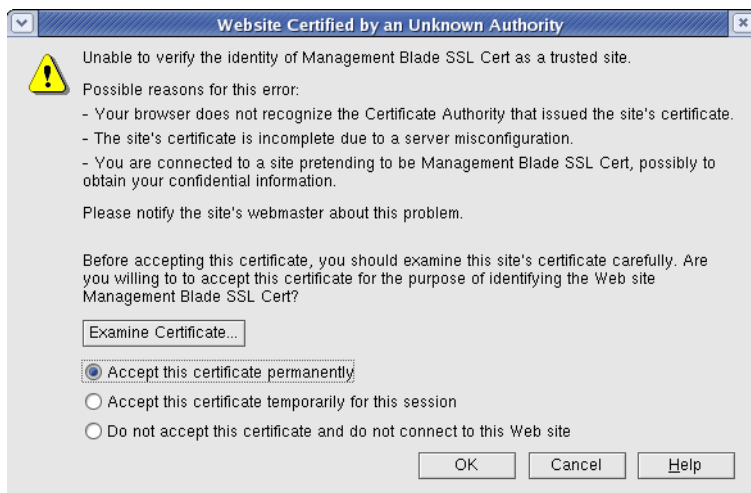 Website Certified by an Unknown Authority
Unable to verify the identity of Management Blade SSL Cert as a trusted site.
Possible reasons for this error:
- Your browser does not recognize the Certificate Authority that issued the site's certificate.
- The site's certificate is incomplete due to a server misconfiguration.
- You are connected to a site pretending to be Management Blade SSL Cert, possibly to
obtain your confidential information.
Please notify the site's webmaster about this problem.
Before accepting this certificate, you should examine this site's certificate carefully. Are
you willing to to accept this certificate for the purpose of identifying the Web site
Management Blade SSL Cert?
Examine Certificate...
Accept this certificate permanently
Accept this certificate temporarily for this session
Do not accept this certificate and do not connect to this Web site
OK Cancel Help